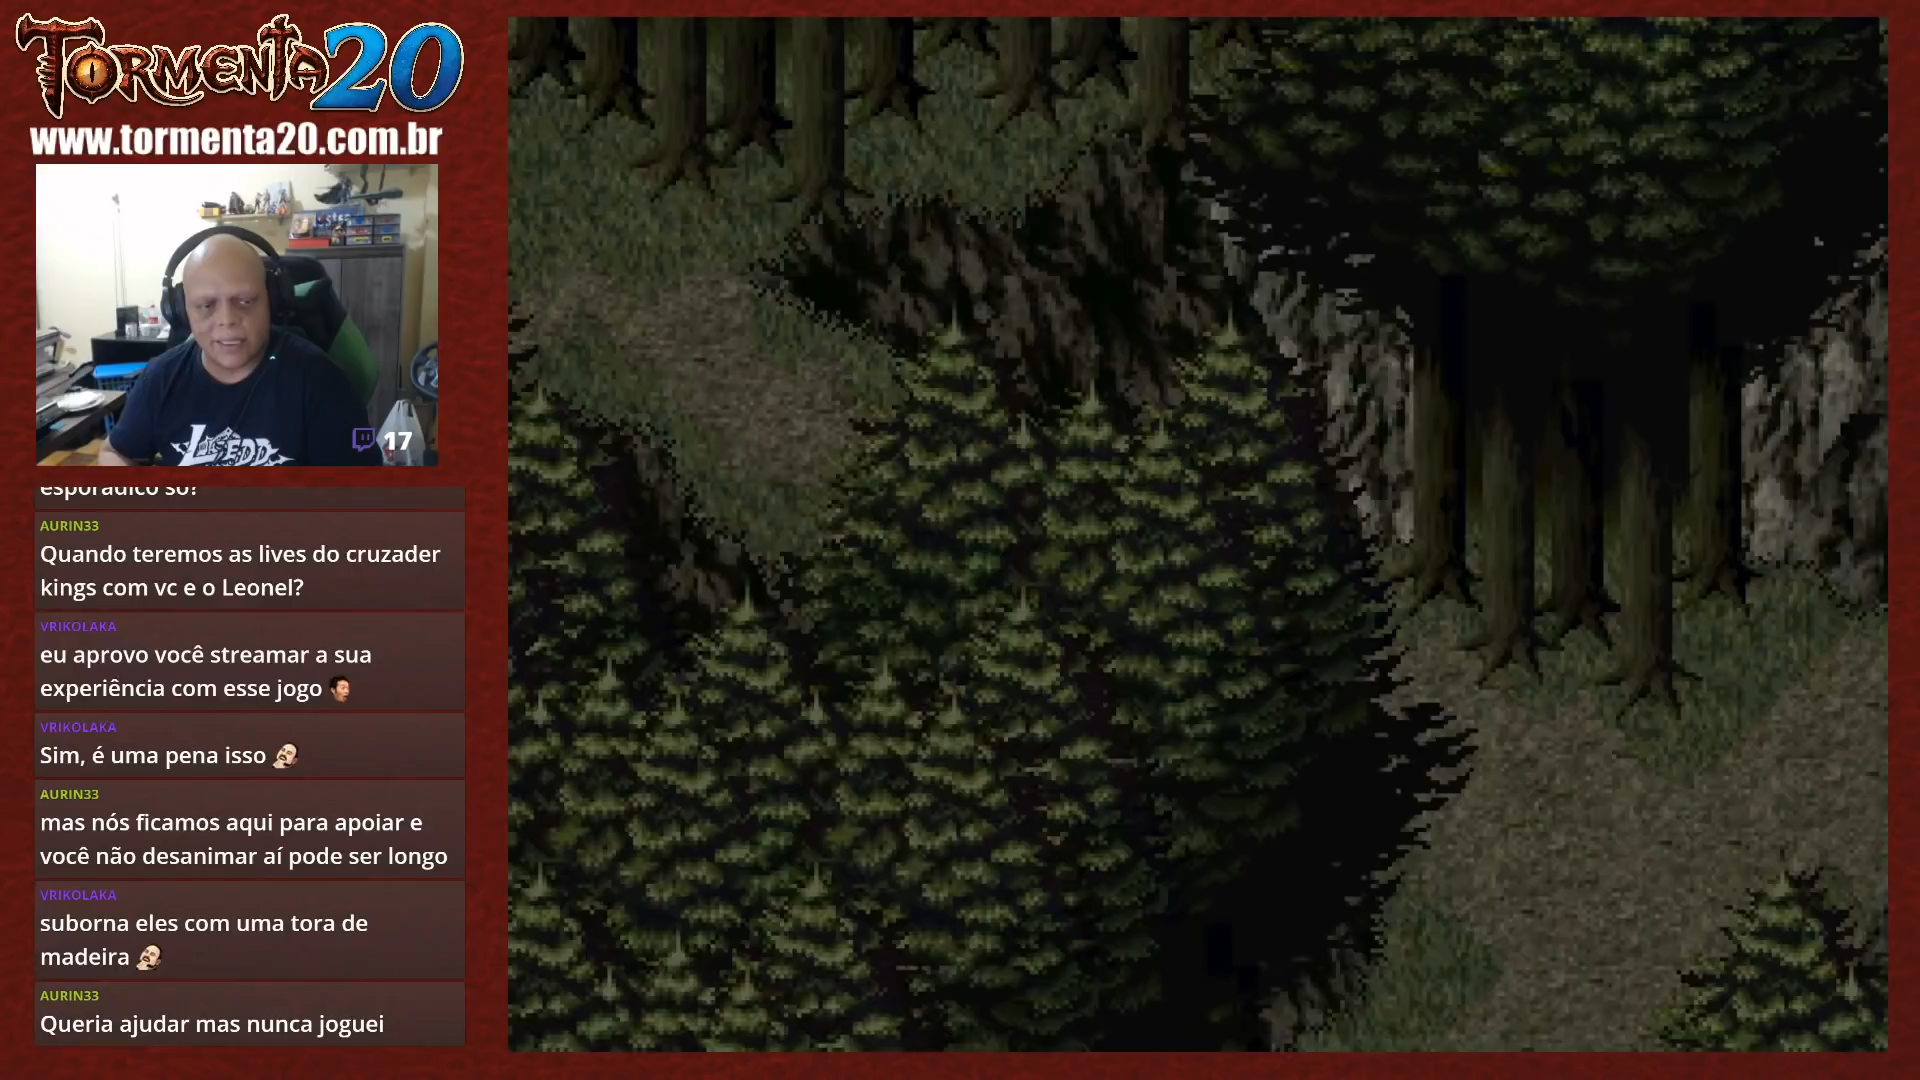 TORMENTA20
www.tormenta20.com.br
17
esporádico só?
AURIN33
Quando teremos as lives do cruzader
kings com vc e o Leonel?
VRIKOLAKA
eu aprovo você streamar a sua
experiência com esse jogo
VRIKOLAKA
Sim, é uma pena isso
AURIN33
mas nós ficamos aqui para apoiar e
você não desanimar aí pode ser longo
VRIKOLAKA
suborna eles com uma tora de
madeira
AURIN33
Queria ajudar mas nunca joguei